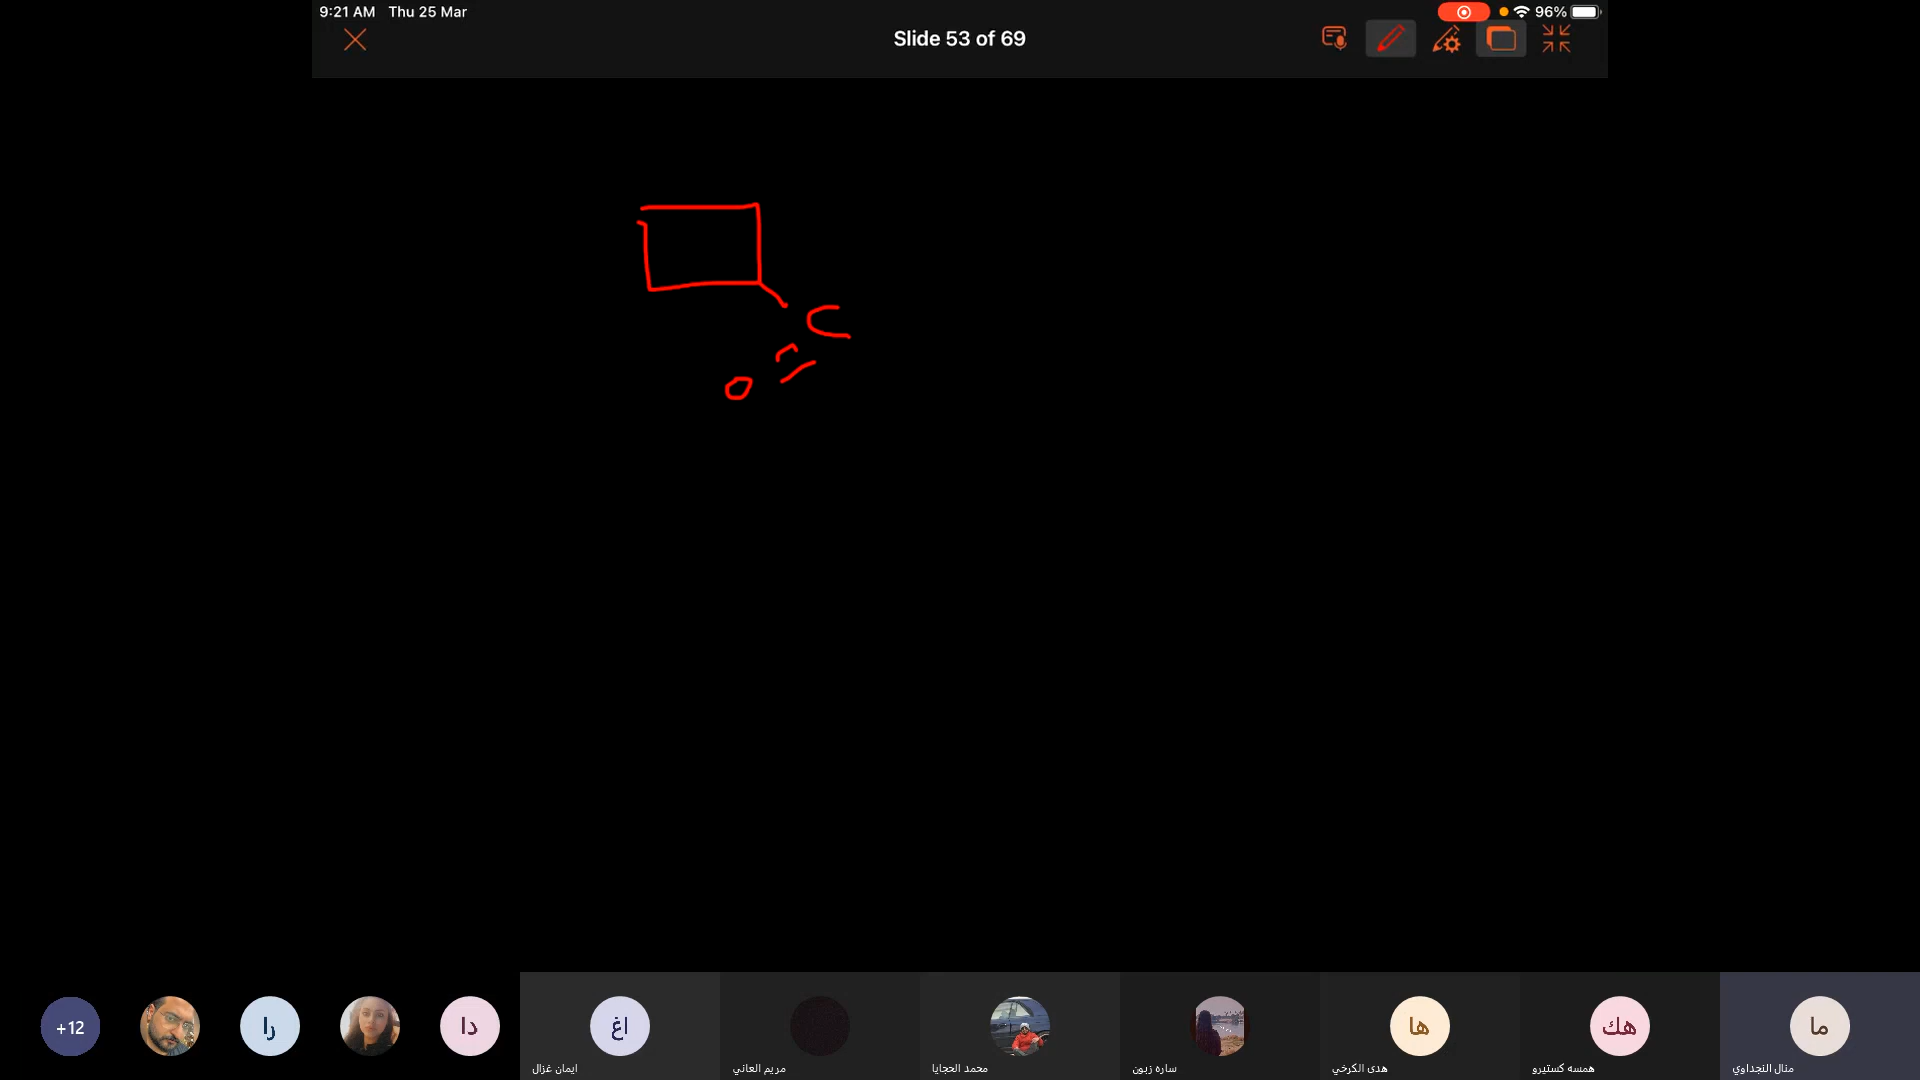 9:21 AM Thu 25 Mar
96%
Slide 53 of 69
+12
را
دا
اغ
ها
هك
ما
ايمان غزال
مريم العاني
محمد الحجايا
ساره زبون
هدى الكرخي
همسه كستيرو
منال النجداوي